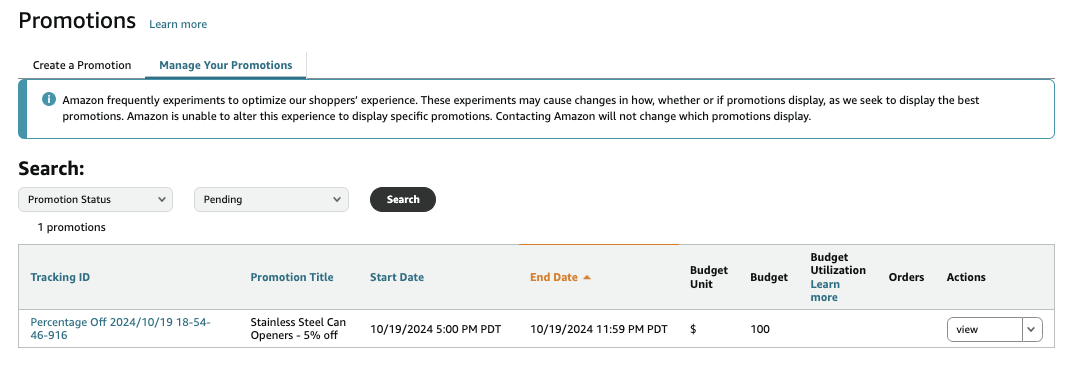 Promotions Learn more
Create a Promotion Manage Your Promotions
Amazon frequently experiments to optimize our shoppers’ experience. These experiments may cause changes in how, whether or if promotions display, as we seek to display the best
promotions. Amazon is unable to alter this experience to display specific promotions. Contacting Amazon will not change which promotions display.
Search:
Promotion Status Pending Search
1 promotions
Tracking ID
Promotion Title
Start Date
End Date
Budget
Unit
Budget
Budget
Utilization
Learn
more
Orders
Actions
Percentage Off 2024/10/19 18-54-
46-916
Stainless Steel Can
Openers - 5% off
10/19/2024 5:00 PM PDT
10/19/2024 11:59 PM PDT
$
100
view